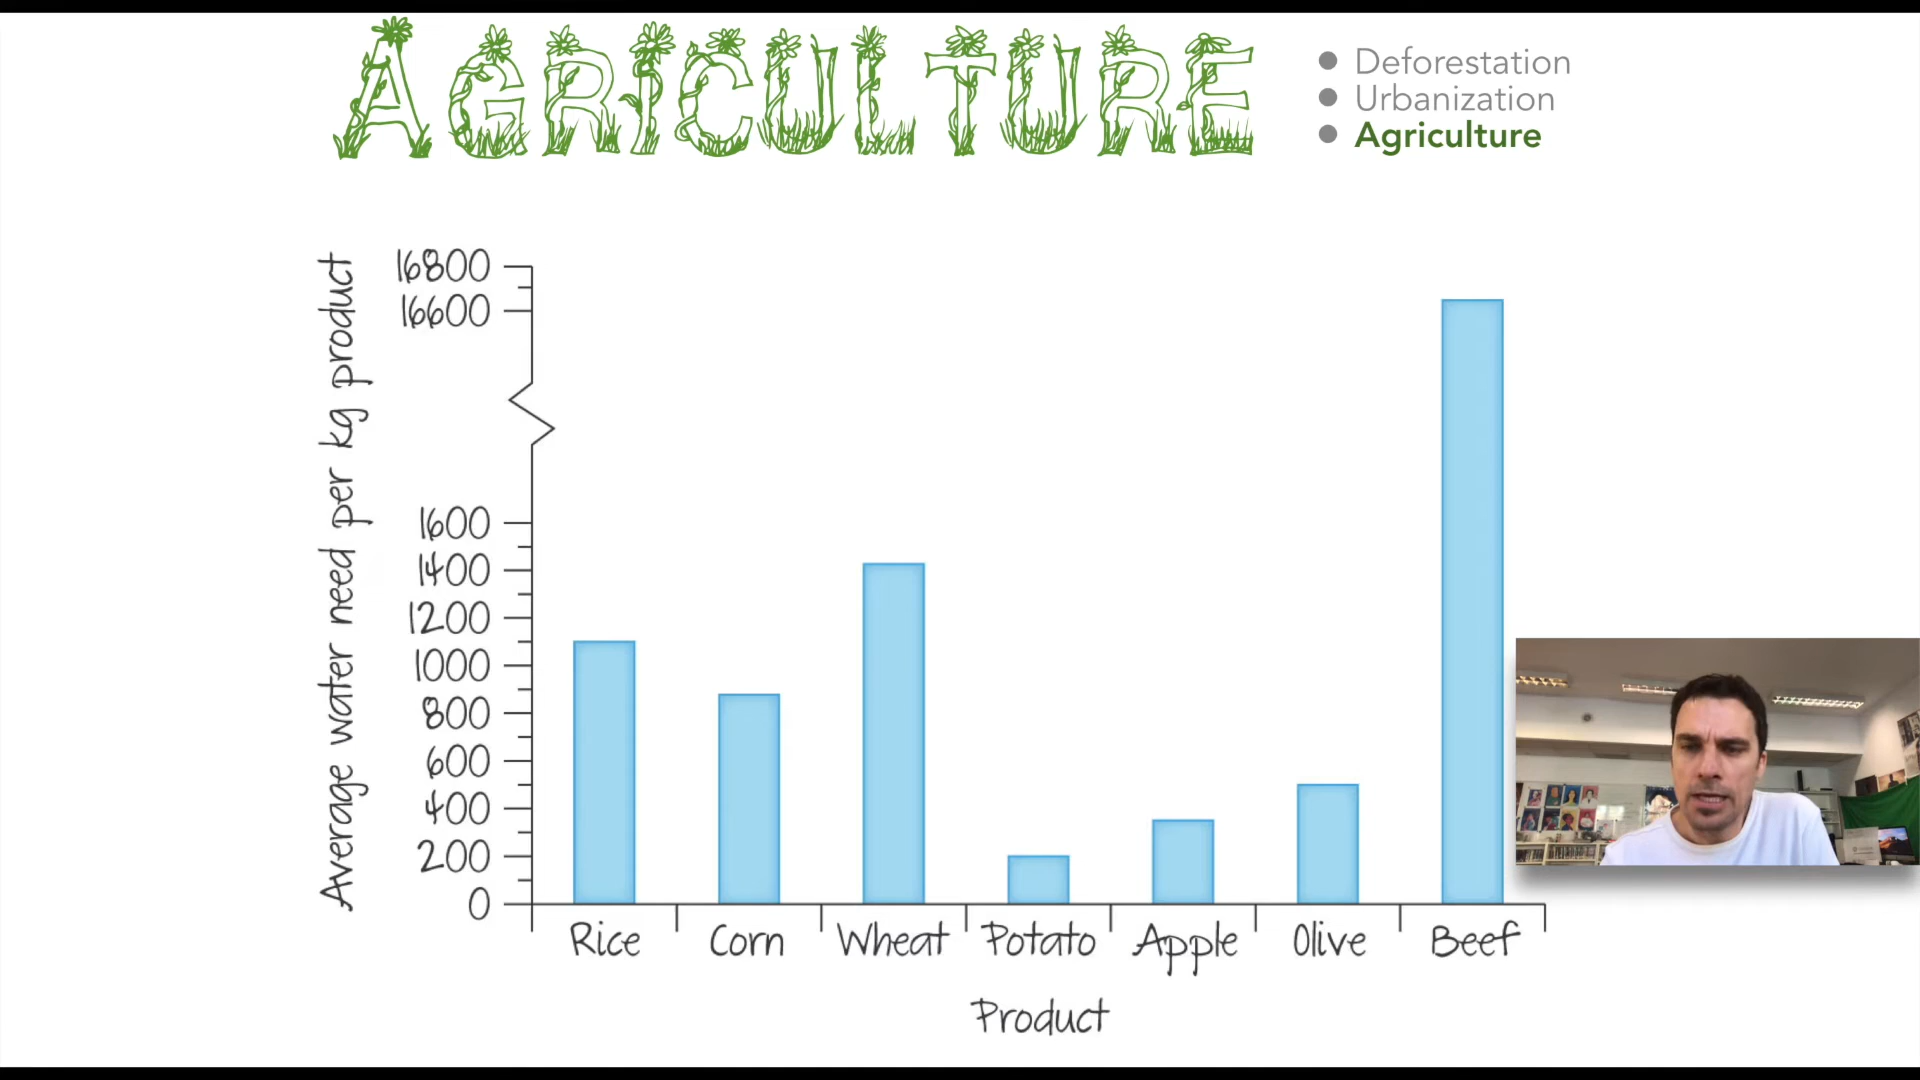 AGRICULTURE
Deforestation
Urbanization
Agriculture
Average water need per kg product
16800
16600
1600
1400
1200
1000
800
600
400
200
0
Rice Corn Wheat Potato Apple Olive Beef
Product